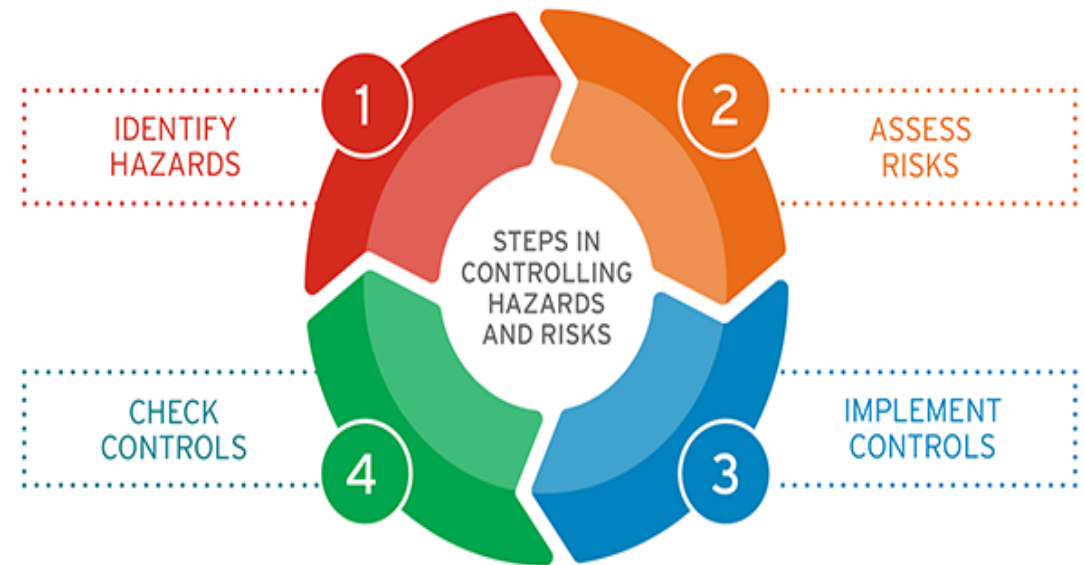 1
IDENTIFY
HAZARDS
2
ASSESS
RISKS
STEPS IN
CONTROLLING
HAZARDS
AND RISKS
3
IMPLEMENT
CONTROLS
4
CHECK
CONTROLS